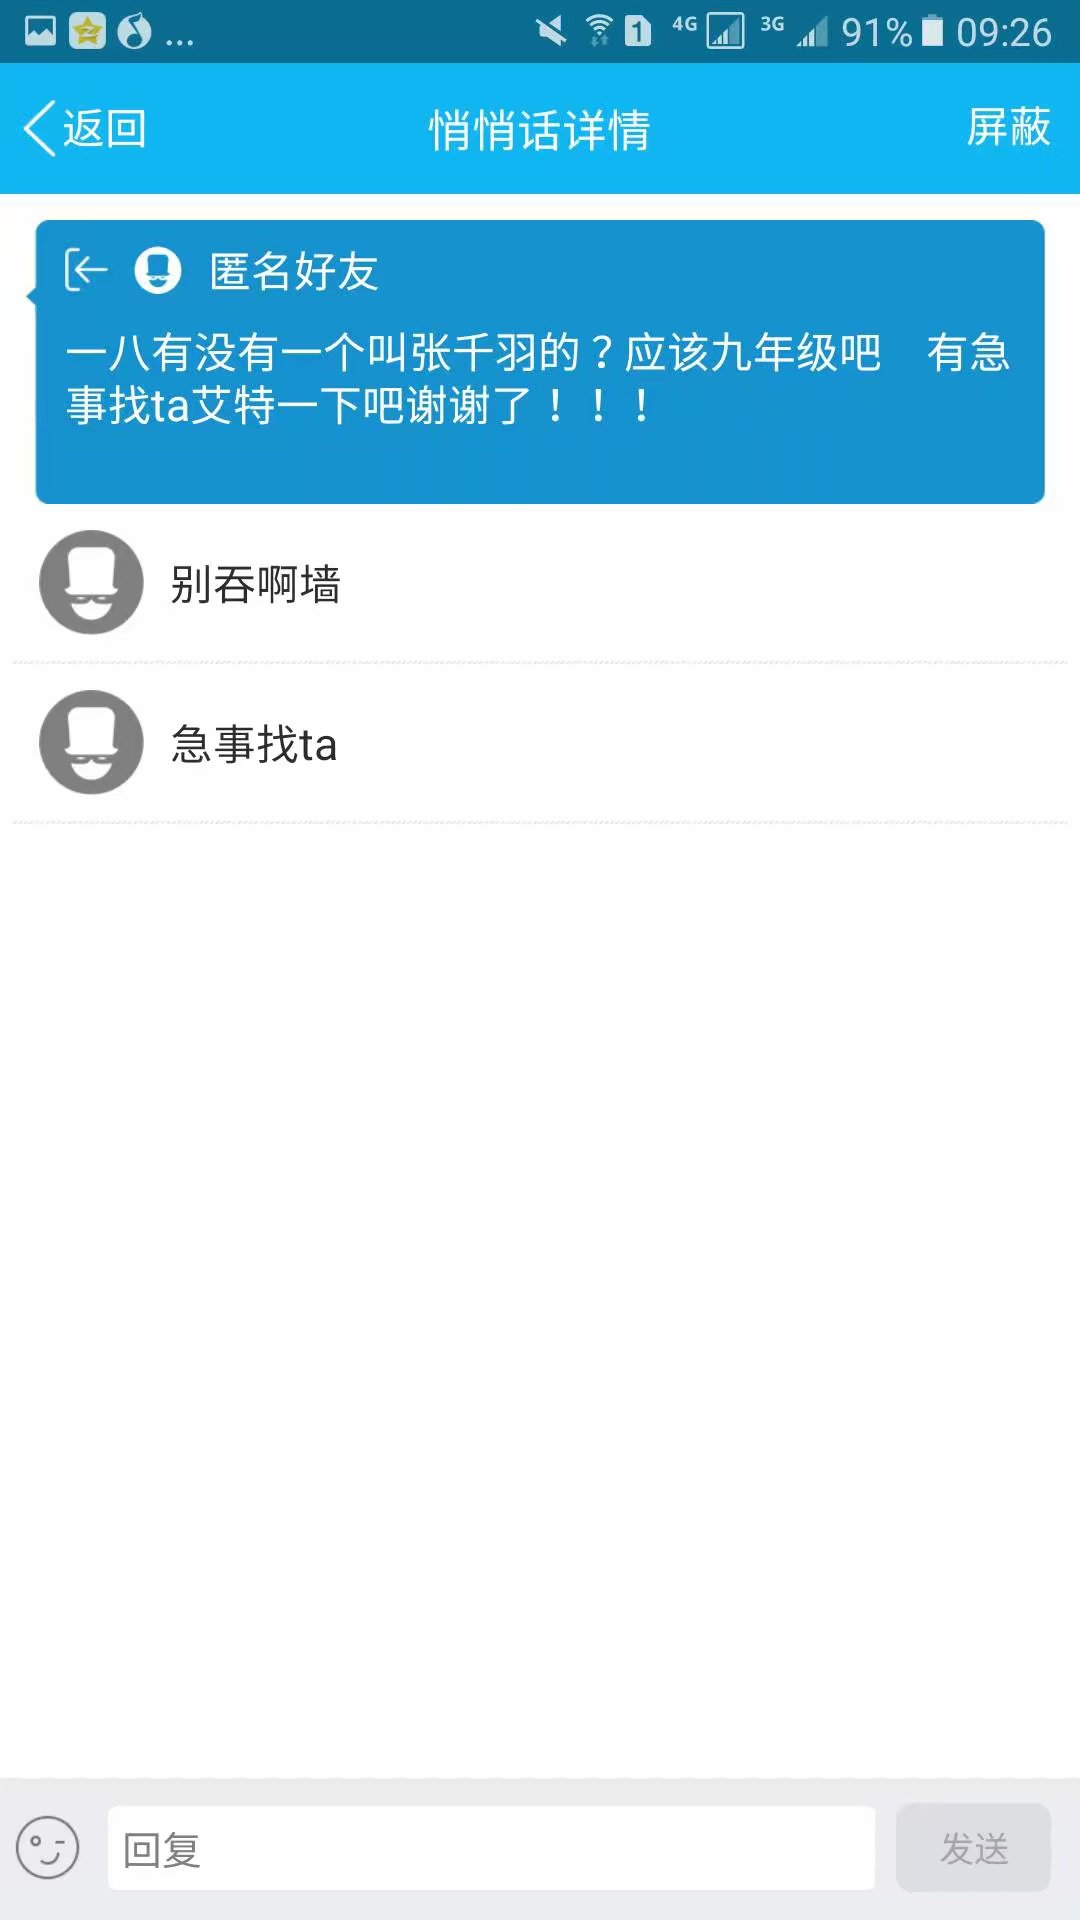 ... 1 4G 3G 91% 09:26
返回 悄悄话详情 屏蔽
匿名好友
一八有没有一个叫张千羽的？应该九年级吧　有急
事找ta艾特一下吧谢谢了！！！
别吞啊墙
急事找ta
回复 发送